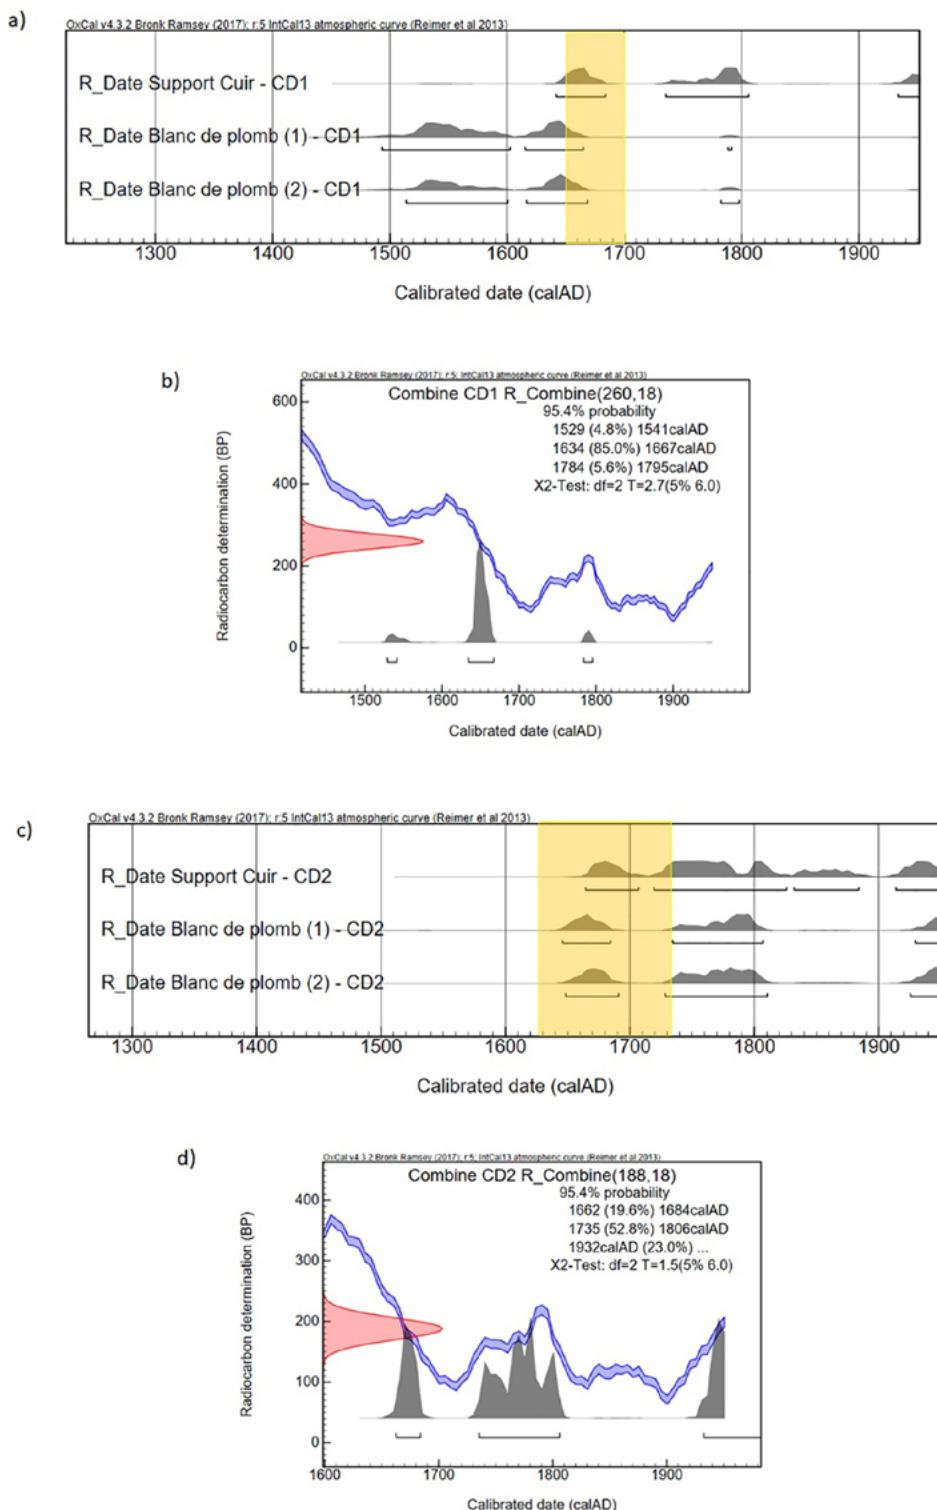 a)
OxCal v4.3.2 Bronk Ramsey (2017); r:5 IntCal13 atmospheric curve (Reimer et al 2013)
R_Date Support Cuir - CD1
R_Date Blanc de plomb (1) - CD1
R_Date Blanc de plomb (2) - CD1
1300 1400 1500 1600 1700 1800 1900
Calibrated date (calAD)
b)
OxCal v4.3.2 Bronk Ramsey (2017); r:5 IntCal13 atmospheric curve (Reimer et al 2013)
Combine CD1 R_Combine(260,18)
95.4% probability
1529 (4.8%) 1541calAD
1634 (85.0%) 1667calAD
1784 (5.6%) 1795calAD
X2-Test: df=2 T=2.7(5% 6.0)
Radiocarbon determination (BP)
600
400
200
0
1500 1600 1700 1800 1900
Calibrated date (calAD)
c)
OxCal v4.3.2 Bronk Ramsey (2017); r:5 IntCal13 atmospheric curve (Reimer et al 2013)
R_Date Support Cuir - CD2
R_Date Blanc de plomb (1) - CD2
R_Date Blanc de plomb (2) - CD2
1300 1400 1500 1600 1700 1800 1900
Calibrated date (calAD)
d)
OxCal v4.3.2 Bronk Ramsey (2017); r:5 IntCal13 atmospheric curve (Reimer et al 2013)
Combine CD2 R_Combine(188,18)
95.4% probability
1662 (19.6%) 1684calAD
1735 (52.8%) 1806calAD
1932calAD (23.0%) ...
X2-Test: df=2 T=1.5(5% 6.0)
Radiocarbon determination (BP)
400
300
200
100
0
1600 1700 1800 1900
Calibrated date (calAD)